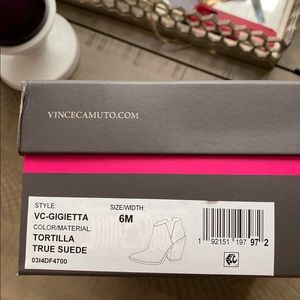 VINCECAMUTO.COM
STYLE: SIZE/WIDTH:
VC-GIGIETTA 6M
COLOR/MATERIAL:
TORTILLA
TRUE SUEDE
03I4DF4700
1 92151 197 97 2